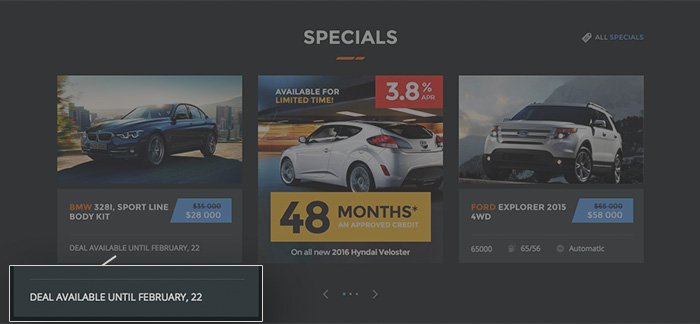 SPECIALS
ALL SPECIALS
AVAILABLE FOR
LIMITED TIME!
3.8%
APR
48 MONTHS*
AN APPROVED CREDIT
On all new 2016 Hyndai Veloster
BMW 328I, SPORT LINE
BODY KIT
$35 000
$28 000
DEAL AVAILABLE UNTIL FEBRUARY, 22
FORD EXPLORER 2015
4WD
$65 000
$58 000
65000
65/56
Automatic
DEAL AVAILABLE UNTIL FEBRUARY, 22